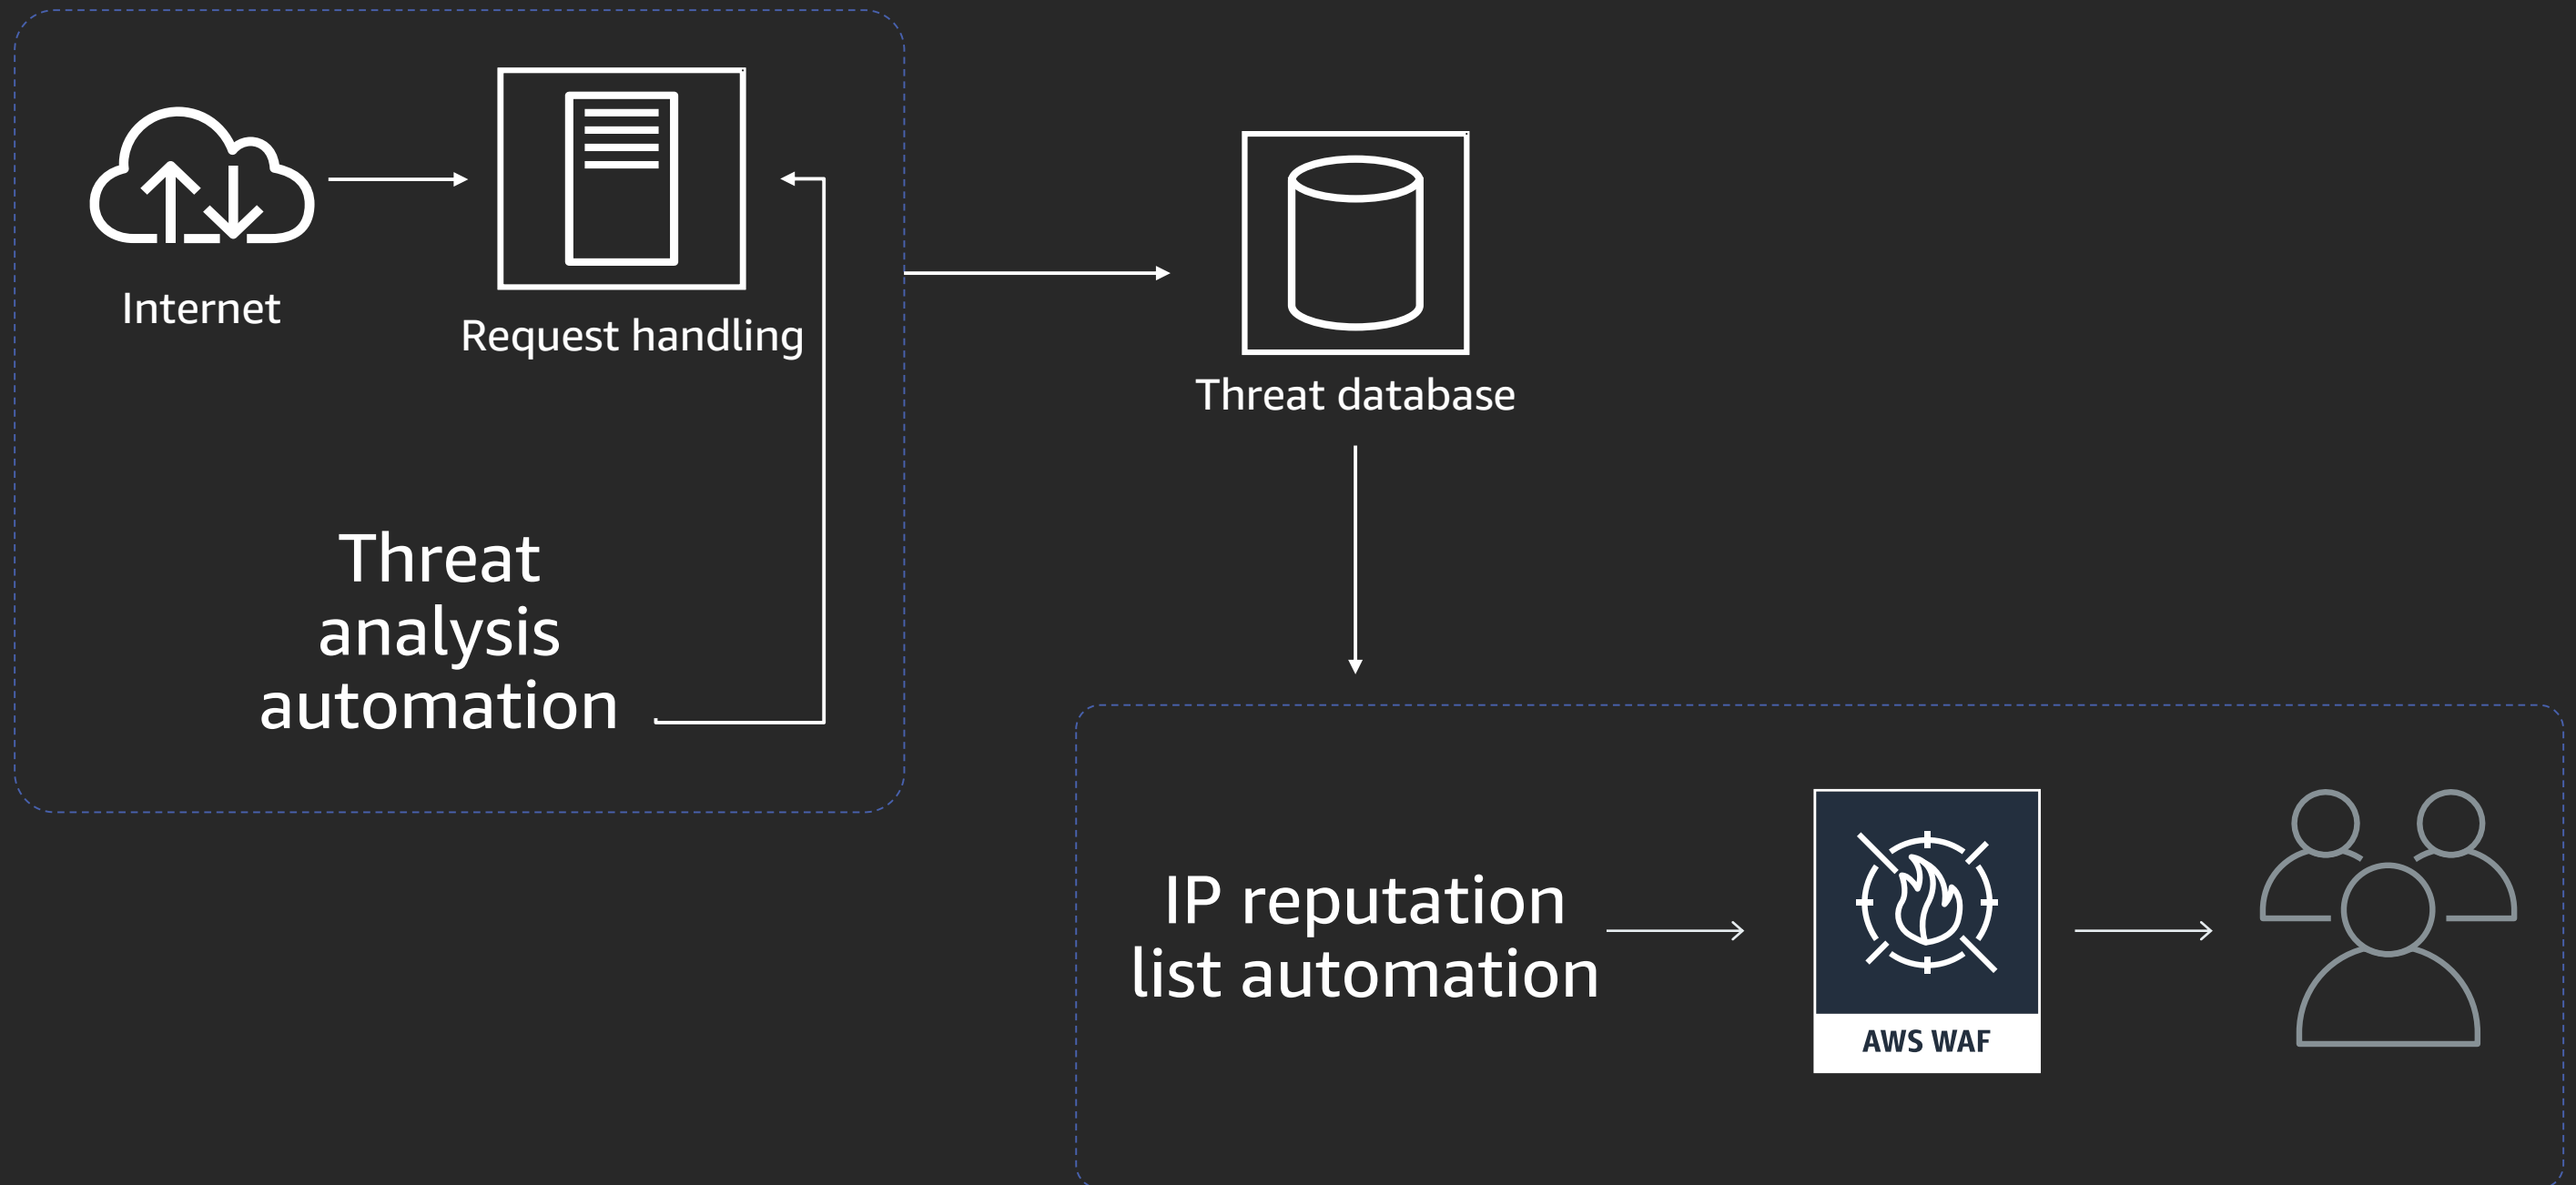 Internet
Request handling
Threat
analysis
automation
Threat database
IP reputation
list automation
AWS WAF